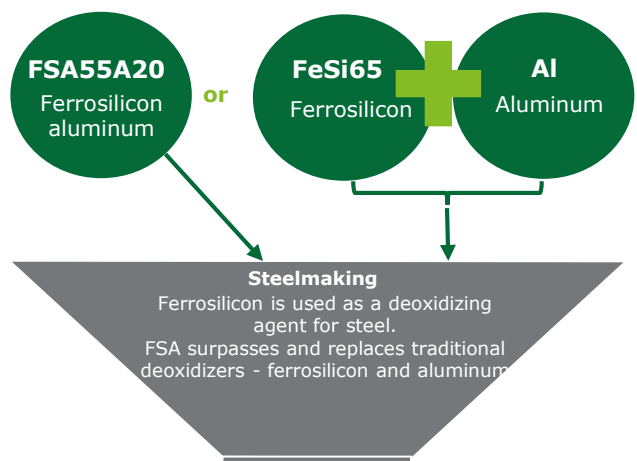 FSA55A20
Ferrosilicon
aluminum
or
FeSi65
Ferrosilicon
Al
Aluminum
Steelmaking
Ferrosilicon is used as a deoxidizing
agent for steel.
FSA surpasses and replaces traditional
deoxidizers - ferrosilicon and aluminum